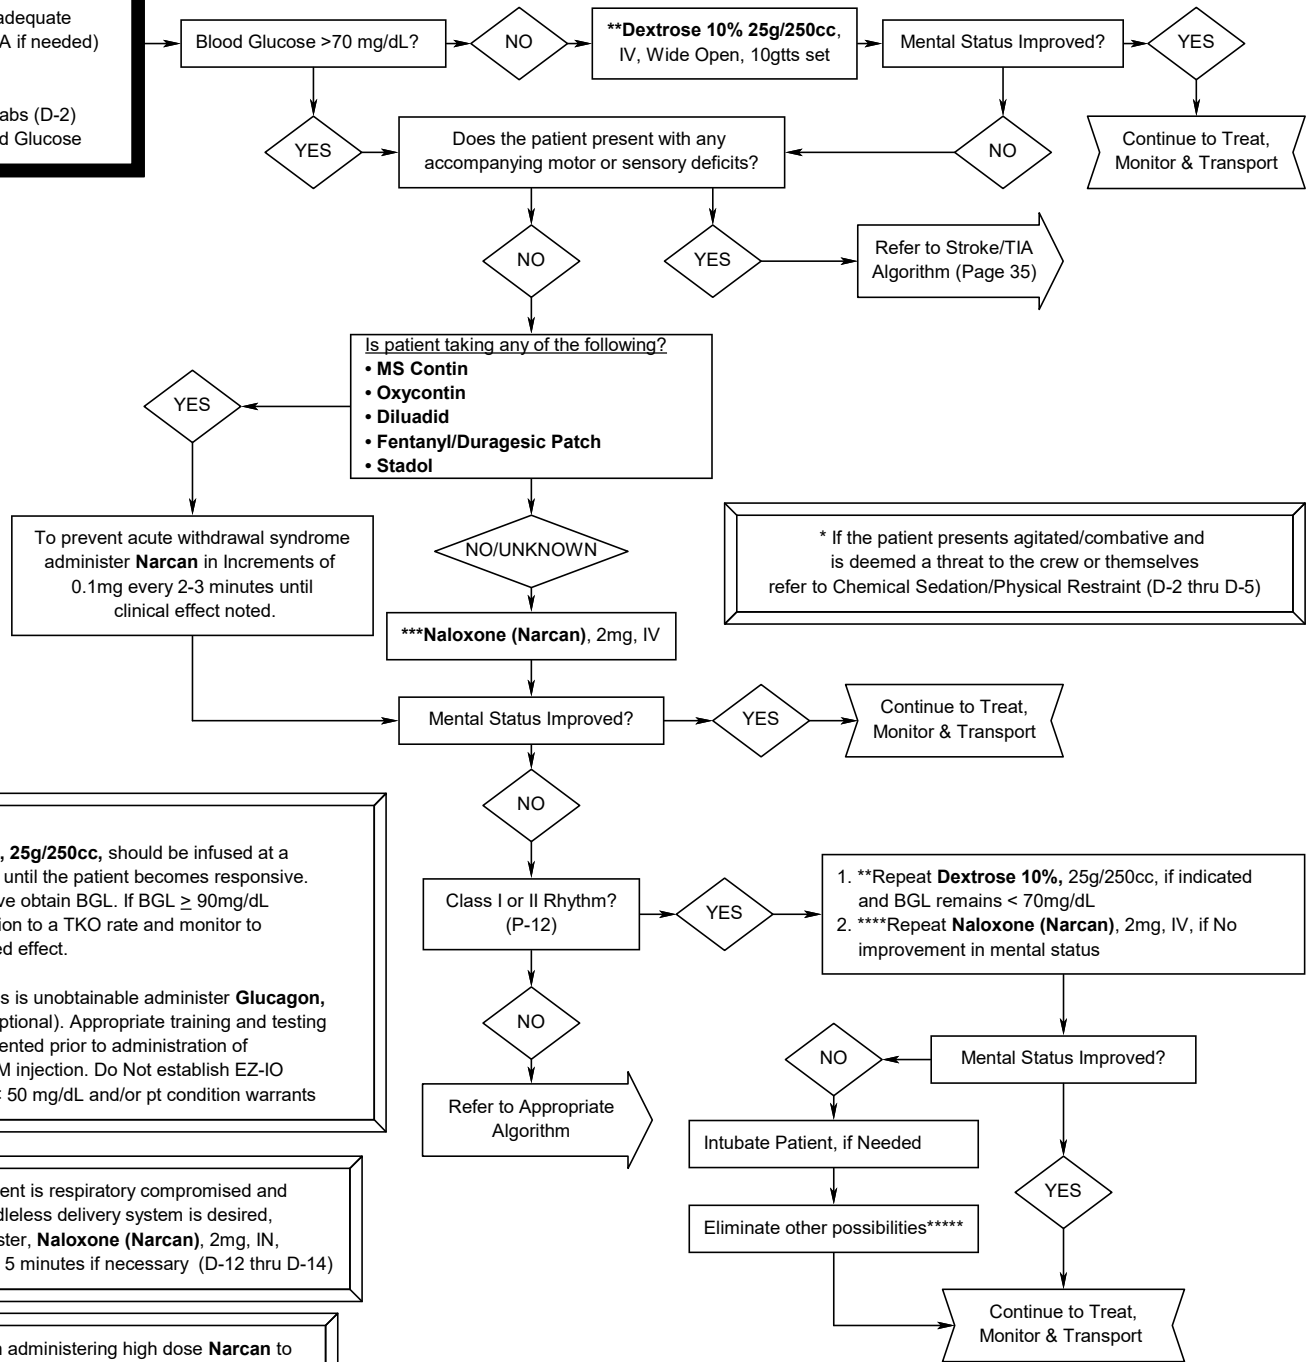 adequate
A if needed)
abs (D-2)
d Glucose
Blood Glucose >70 mg/dL?
NO
**Dextrose 10% 25g/250cc,
IV, Wide Open, 10gtts set
Mental Status Improved?
YES
YES
Does the patient present with any
accompanying motor or sensory deficits?
NO
Continue to Treat,
Monitor & Transport
NO
YES
Refer to Stroke/TIA
Algorithm (Page 35)
Is patient taking any of the following?
• MS Contin
• Oxycontin
• Diluadid
• Fentanyl/Duragesic Patch
• Stadol
YES
To prevent acute withdrawal syndrome
administer Narcan in Increments of
0.1mg every 2-3 minutes until
clinical effect noted.
NO/UNKNOWN
* If the patient presents agitated/combative and
is deemed a threat to the crew or themselves
refer to Chemical Sedation/Physical Restraint (D-2 thru D-5)
***Naloxone (Narcan), 2mg, IV
Mental Status Improved?
YES
Continue to Treat,
Monitor & Transport
NO
, 25g/250cc, should be infused at a
until the patient becomes responsive.
ve obtain BGL. If BGL ≥ 90mg/dL
tion to a TKO rate and monitor to
ed effect.
s is unobtainable administer Glucagon,
ptional). Appropriate training and testing
ented prior to administration of
M injection. Do Not establish EZ-IO
< 50 mg/dL and/or pt condition warrants
Class I or II Rhythm?
(P-12)
YES
1. **Repeat Dextrose 10%, 25g/250cc, if indicated
and BGL remains < 70mg/dL
2. ****Repeat Naloxone (Narcan), 2mg, IV, if No
improvement in mental status
NO
NO
Mental Status Improved?
Refer to Appropriate
Algorithm
Intubate Patient, if Needed
YES
Eliminate other possibilities*****
ent is respiratory compromised and
dleless delivery system is desired,
ster, Naloxone (Narcan), 2mg, IN,
5 minutes if necessary (D-12 thru D-14)
Continue to Treat,
Monitor & Transport
n administering high dose Narcan to